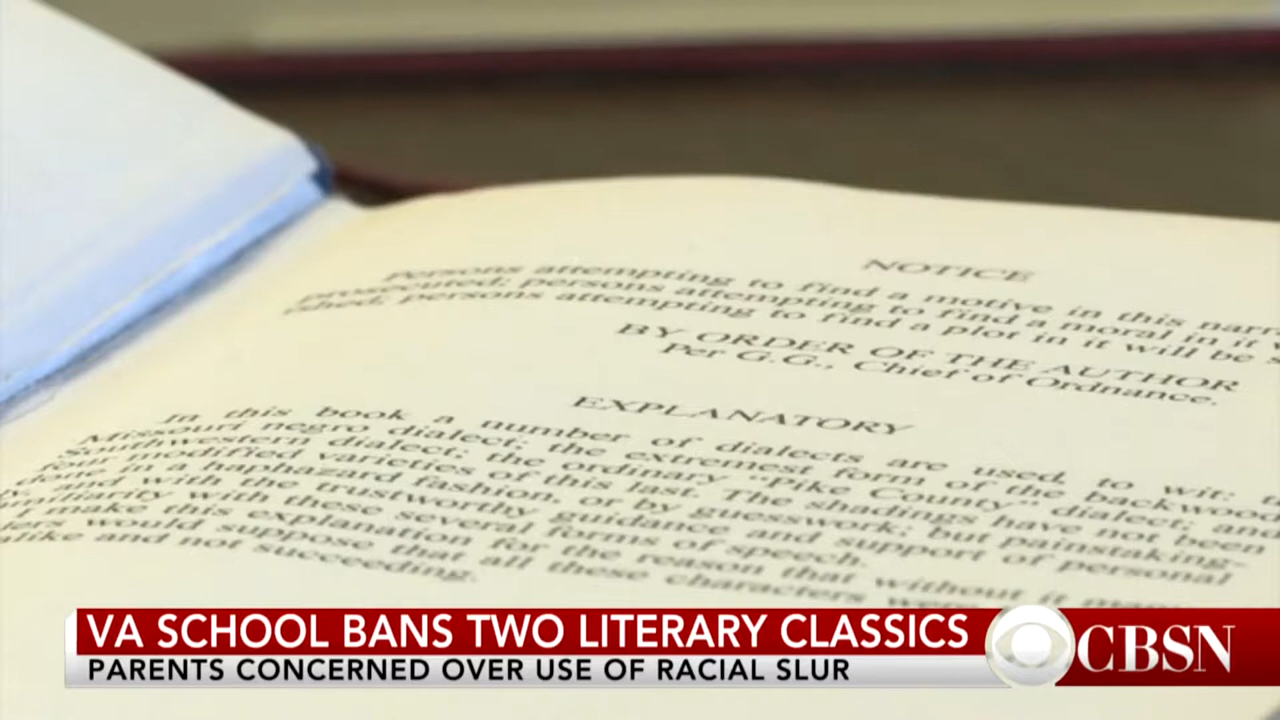 NOTICE
Persons attempting to find a motive in this narr
prosecuted; persons attempting to find a moral in it w
ished; persons attempting to find a plot in it will be s
BY ORDER OF THE AUTHOR
Per G.G., Chief of Ordnance.
EXPLANATORY
In this book a number of dialects are used, to wit: t
Missouri negro dialect; the extremest form of the backwood
Southwestern dialect; the ordinary "Pike County" dialect; and
four modified varieties of this last. The shadings have not been
done in a haphazard fashion, or by guesswork; but painstaking-
y, and with the trustworthy guidance and support of personal
iliarity with these several forms of speech.
make this explanation for the reason that without it many
ers would suppose that all these characters were
alike and not succeeding.
VA SCHOOL BANS TWO LITERARY CLASSICS
PARENTS CONCERNED OVER USE OF RACIAL SLUR
CBSN